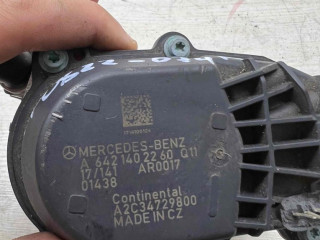 MERCEDES-BENZ
A 642 140 22 60 Q11
17/141 AR0017
01438
Continental
A2C34729800
MADE IN CZ